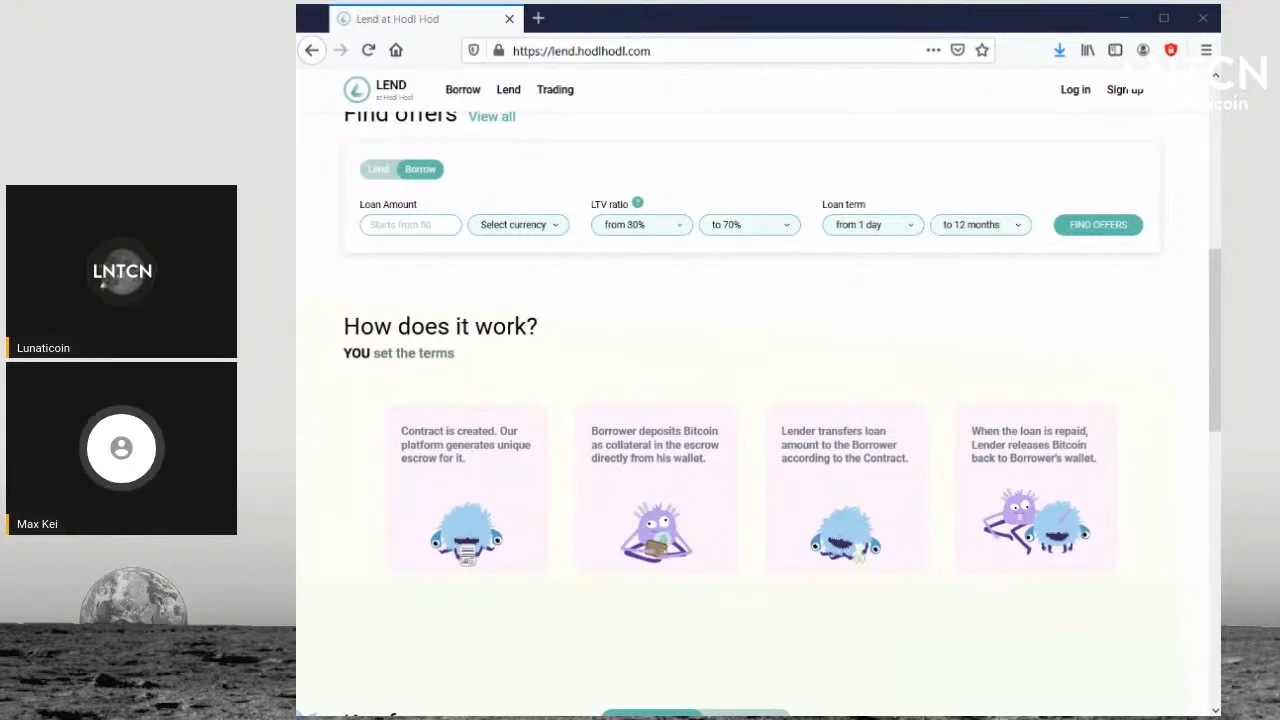 Lend at Hodl Hod
https://lend.hodlhodl.com
LEND
at Hodl Hodl
Borrow Lend Trading
Log in Sign up
LNTCN
Find offers View all
Lend Borrow
Loan Amount LTV ratio ? Loan term
Starts from 50 Select currency from 30% to 70% from 1 day to 12 months FIND OFFERS
How does it work?
YOU set the terms
Contract is created. Our
platform generates unique
escrow for it.
Borrower deposits Bitcoin
as collateral in the escrow
directly from his wallet.
Lender transfers loan
amount to the Borrower
according to the Contract.
When the loan is repaid,
Lender releases Bitcoin
back to Borrower's wallet.
LNTCN
Lunaticoin
Max Kei